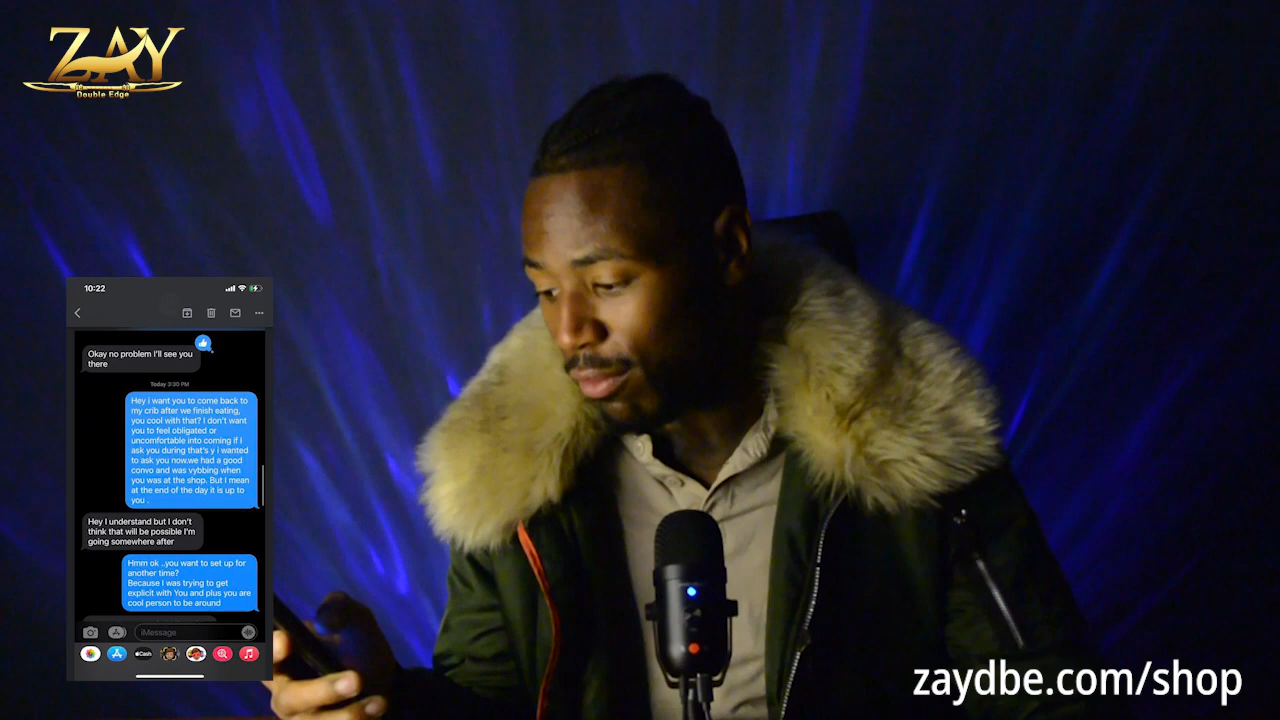 ZAY
Double Edge
10:22
Okay no problem I'll see you
there
Today 3:30 PM
Hey i want you to come back to
my crib after we finish eating,
you cool with that? I don't want
you to feel obligated or
uncomfortable into coming if I
ask you during that's y i wanted
to ask you now.we had a good
convo and was vybbing when
you was at the shop. But I mean
at the end of the day it is up to
you .
Hey I understand but I don't
think that will be possible I'm
going somewhere after
Hmm ok ..you want to set up for
another time?
Because I was trying to get
explicit with You and plus you are
cool person to be around
iMessage
Cash
zaydbe.com/shop